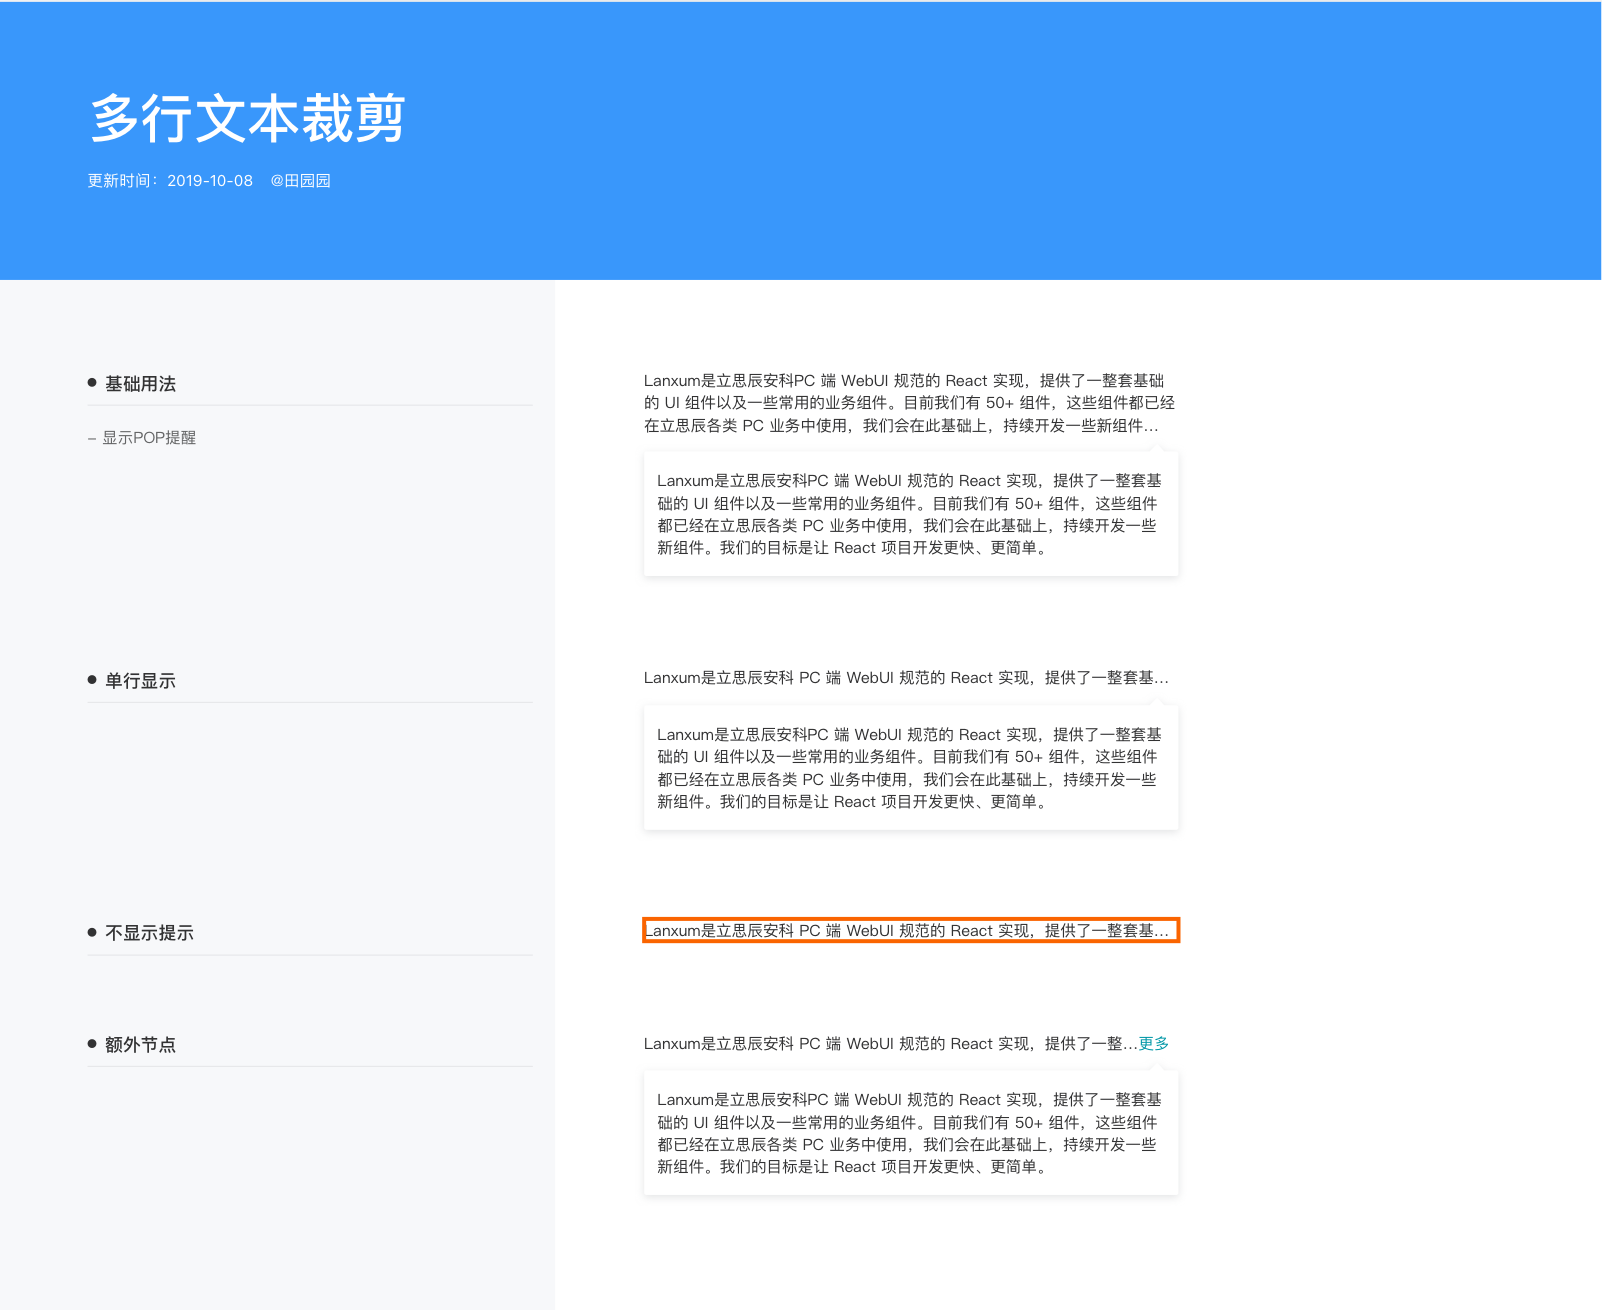 多行文本裁剪
更新时间：2019-10-08 @田园园
● 基础用法
– 显示POP提醒
Lanxum是立思辰安科PC 端 WebUI 规范的 React 实现，提供了一整套基础
的 UI 组件以及一些常用的业务组件。目前我们有 50+ 组件，这些组件都已经
在立思辰各类 PC 业务中使用，我们会在此基础上，持续开发一些新组件...
Lanxum是立思辰安科PC 端 WebUI 规范的 React 实现，提供了一整套基
础的 UI 组件以及一些常用的业务组件。目前我们有 50+ 组件，这些组件
都已经在立思辰各类 PC 业务中使用，我们会在此基础上，持续开发一些
新组件。我们的目标是让 React 项目开发更快、更简单。
● 单行显示
Lanxum是立思辰安科 PC 端 WebUI 规范的 React 实现，提供了一整套基...
Lanxum是立思辰安科PC 端 WebUI 规范的 React 实现，提供了一整套基
础的 UI 组件以及一些常用的业务组件。目前我们有 50+ 组件，这些组件
都已经在立思辰各类 PC 业务中使用，我们会在此基础上，持续开发一些
新组件。我们的目标是让 React 项目开发更快、更简单。
● 不显示提示
Lanxum是立思辰安科 PC 端 WebUI 规范的 React 实现，提供了一整套基...
● 额外节点
Lanxum是立思辰安科 PC 端 WebUI 规范的 React 实现，提供了一整...更多
Lanxum是立思辰安科PC 端 WebUI 规范的 React 实现，提供了一整套基
础的 UI 组件以及一些常用的业务组件。目前我们有 50+ 组件，这些组件
都已经在立思辰各类 PC 业务中使用，我们会在此基础上，持续开发一些
新组件。我们的目标是让 React 项目开发更快、更简单。